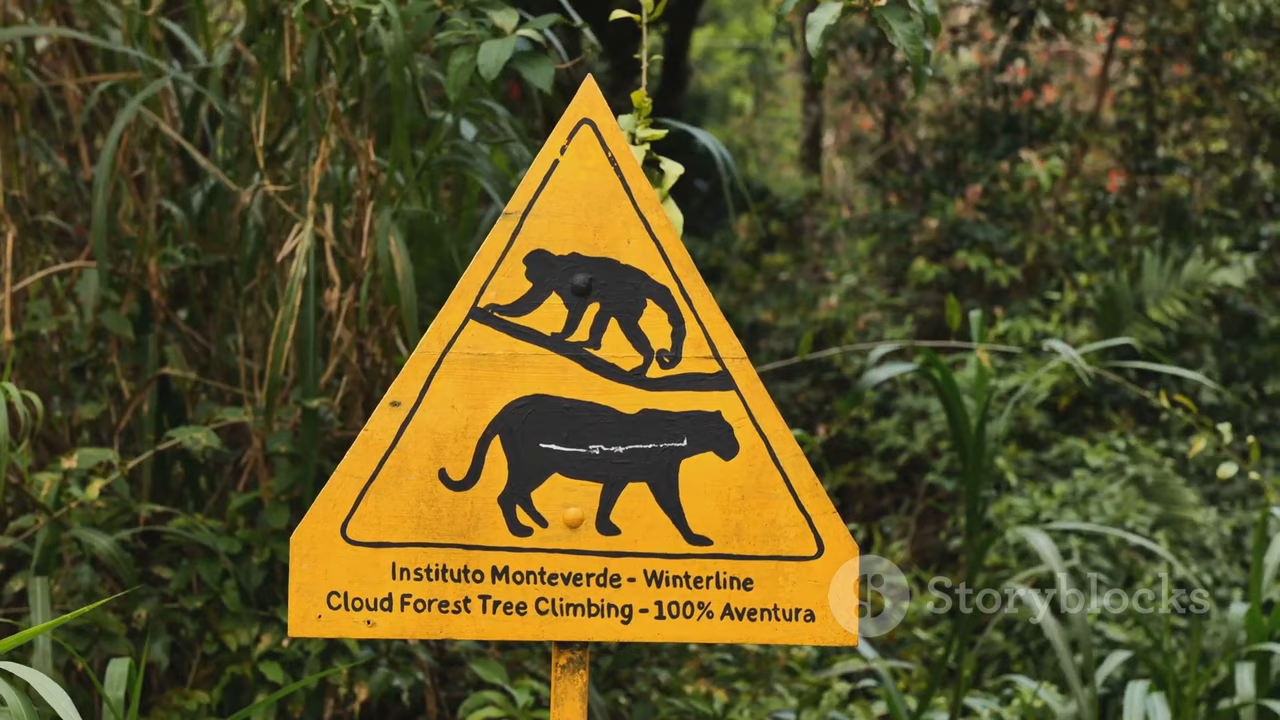 Instituto Monteverde - Winterline
Cloud Forest Tree Climbing - 100% Aventura
Storyblocks